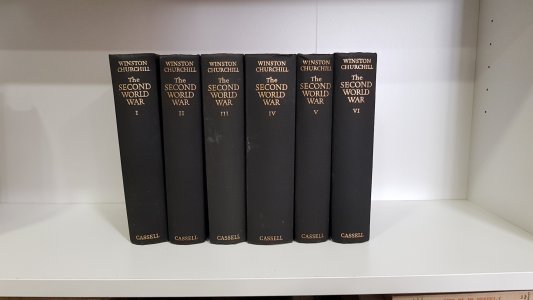 WINSTON
CHURCHILL
The
SECOND
WORLD
WAR
I
CASSELL
WINSTON
CHURCHILL
The
SECOND
WORLD
WAR
II
CASSELL
WINSTON
CHURCHILL
The
SECOND
WORLD
WAR
III
CASSELL
WINSTON
CHURCHILL
The
SECOND
WORLD
WAR
IV
CASSELL
WINSTON
CHURCHILL
The
SECOND
WORLD
WAR
V
CASSELL
WINSTON
CHURCHILL
The
SECOND
WORLD
WAR
VI
CASSELL